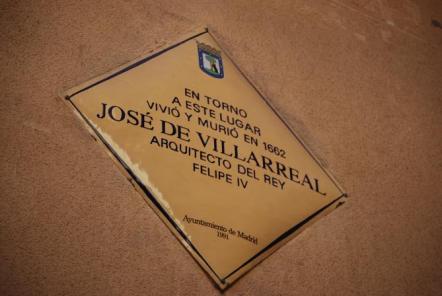 EN TORNO
A ESTE LUGAR
VIVIÓ Y MURIÓ EN 1662
JOSÉ DE VILLARREAL
ARQUITECTO DEL REY
FELIPE IV
Ayuntamiento de Madrid
1991